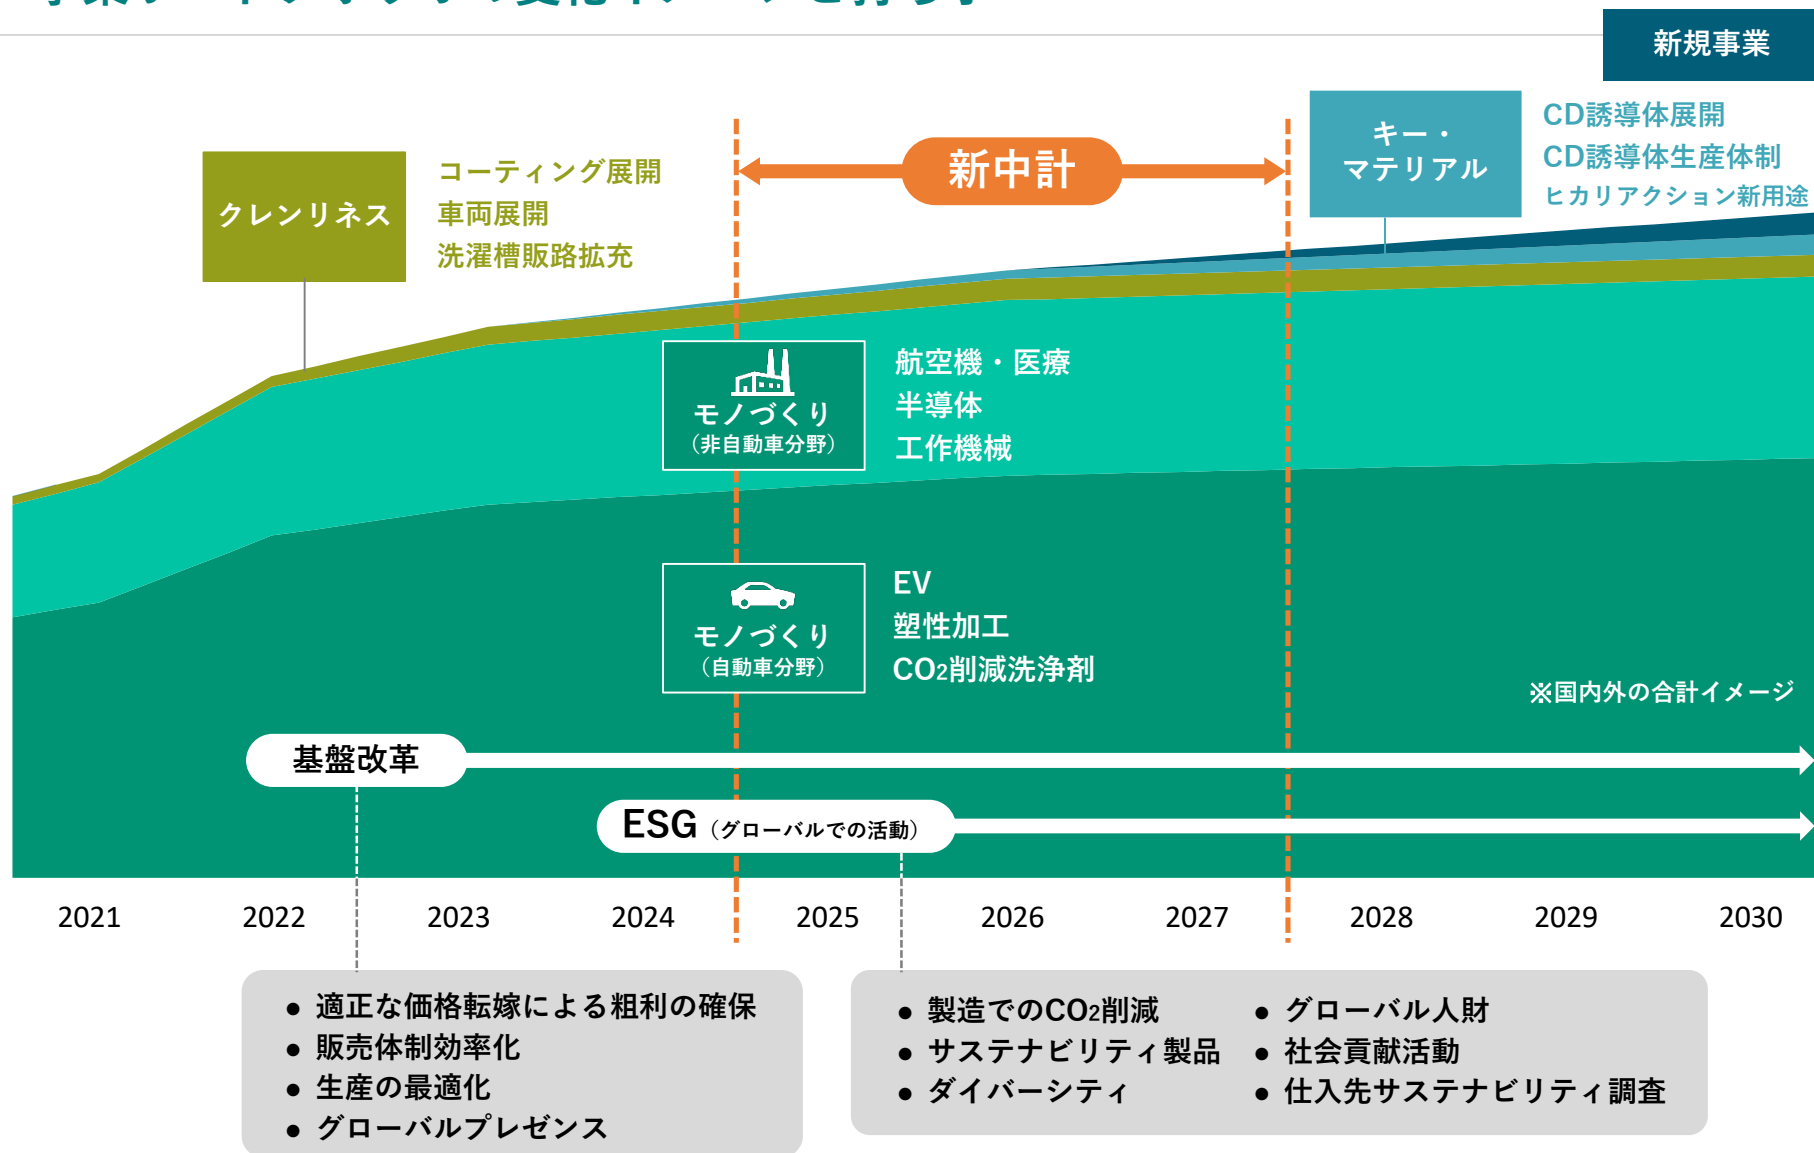 新規事業
キー・
マテリアル
CD誘導体展開
CD誘導体生産体制
ヒカリアクション新用途
新中計
クレンリネス
コーティング展開
車両展開
洗濯槽販路拡充
モノづくり
（非自動車分野）
航空機・医療
半導体
工作機械
モノづくり
（自動車分野）
EV
塑性加工
CO2削減洗浄剤
※国内外の合計イメージ
基盤改革
ESG（グローバルでの活動）
2021 2022 2023 2024 2025 2026 2027 2028 2029 2030
● 適正な価格転嫁による粗利の確保
● 販売体制効率化
● 生産の最適化
● グローバルプレゼンス
● 製造でのCO2削減
● サステナビリティ製品
● ダイバーシティ
● グローバル人財
● 社会貢献活動
● 仕入先サステナビリティ調査